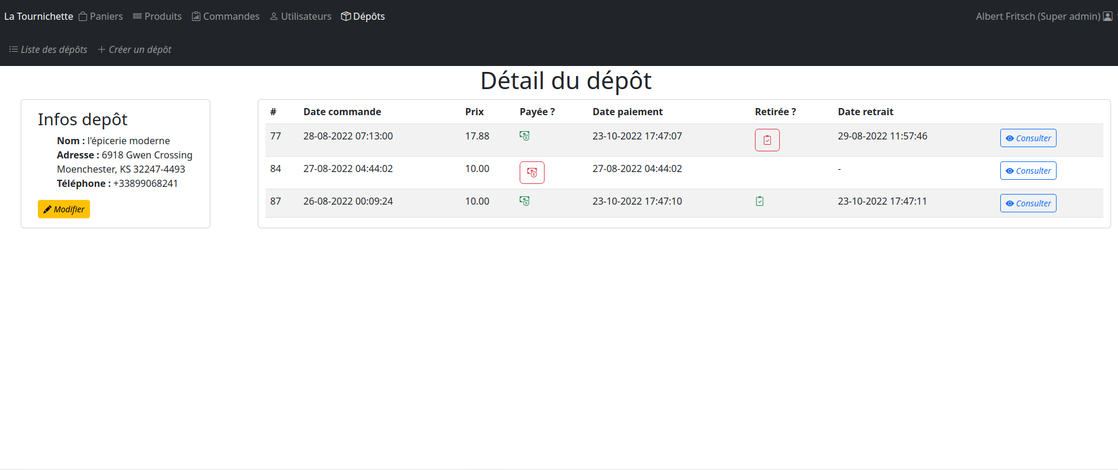 La Tournichette Paniers Produits Commandes Utilisateurs Dépôts Albert Fritsch (Super admin)
Liste des dépôts Créer un dépôt
Détail du dépôt
Infos depôt
Nom : l'épicerie moderne
Adresse : 6918 Gwen Crossing
Moenchester, KS 32247-4493
Téléphone : +33899068241
Modifier
# Date commande Prix Payée ? Date paiement Retirée ? Date retrait
77 28-08-2022 07:13:00 17.88 23-10-2022 17:47:07 29-08-2022 11:57:46 Consulter
84 27-08-2022 04:44:02 10.00 27-08-2022 04:44:02 - Consulter
87 26-08-2022 00:09:24 10.00 23-10-2022 17:47:10 23-10-2022 17:47:11 Consulter